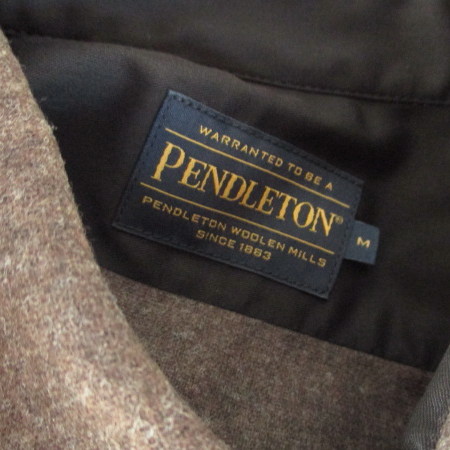 WARRANTED TO BE A
PENDLETON®
PENDLETON WOOLEN MILLS
SINCE 1863
M